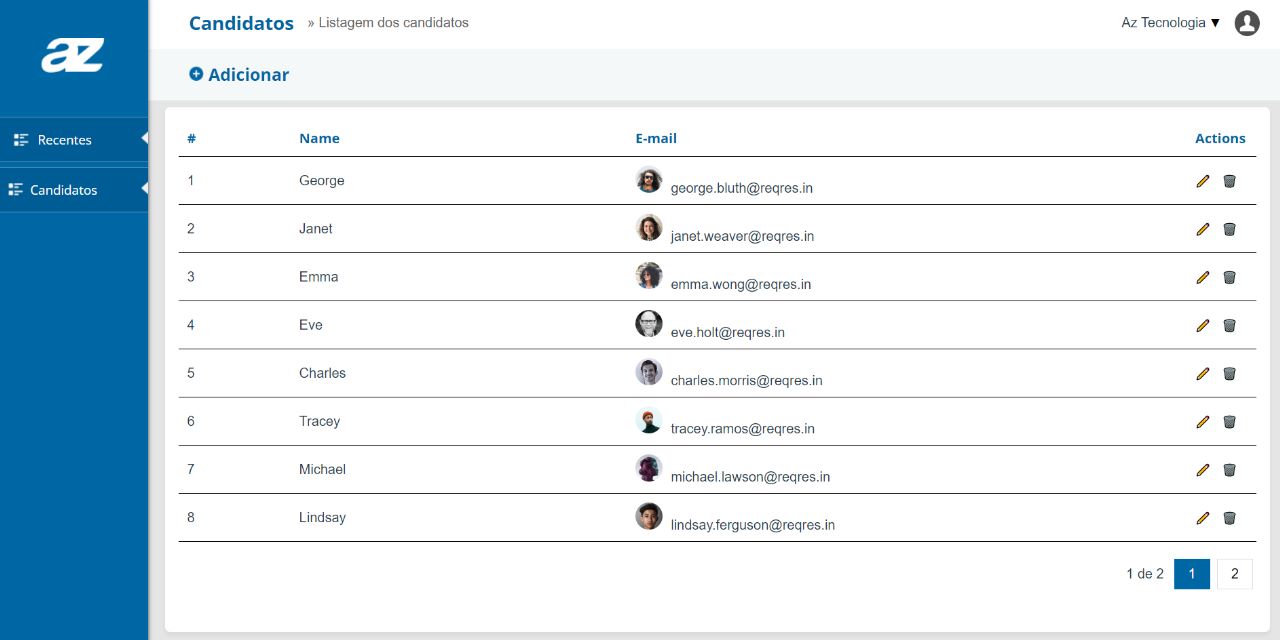 az
Candidatos » Listagem dos candidatos
Az Tecnologia ▼
Adicionar
Recentes
Candidatos
# Name E-mail Actions
1 George george.bluth@reqres.in
2 Janet janet.weaver@reqres.in
3 Emma emma.wong@reqres.in
4 Eve eve.holt@reqres.in
5 Charles charles.morris@reqres.in
6 Tracey tracey.ramos@reqres.in
7 Michael michael.lawson@reqres.in
8 Lindsay lindsay.ferguson@reqres.in
1 de 2 1 2